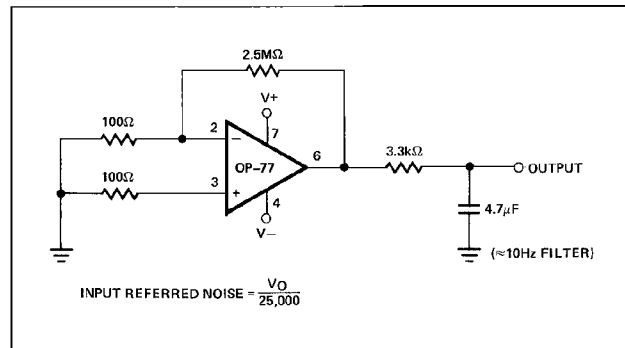 2.5MΩ
V+
100Ω
2
−
7
6
3.3kΩ
OP–77
OUTPUT
100Ω
3
+
4
4.7μF
V–
(≈10Hz FILTER)
INPUT REFERRED NOISE = VO
25,000